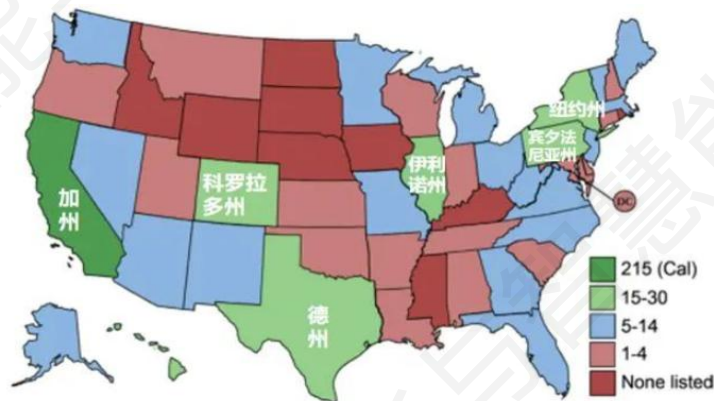 纽约州
宾夕法
尼亚州
伊利
诺州
科罗拉
多州
加
州
德
州
DC
215 (Cal)
15-30
5-14
1-4
None listed